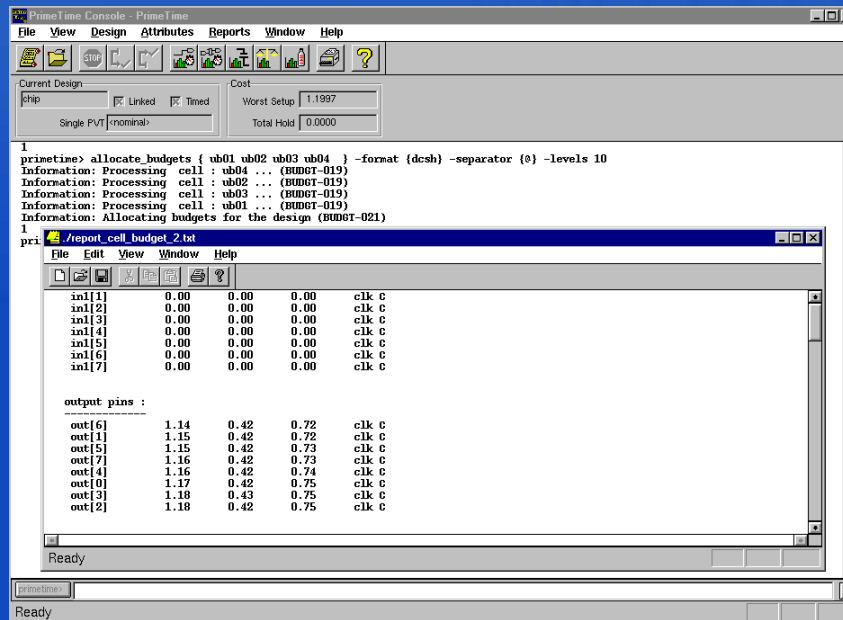 PrimeTime Console - PrimeTime
File View Design Attributes Reports Window Help
STOP
Current Design
chip
Linked
Timed
Single PVT <nominal>
Cost
Worst Setup 1.1997
Total Hold 0.0000
1
primetime> allocate_budgets { ub01 ub02 ub03 ub04 } -format {dcsh} -separator {@} -levels 10
Information: Processing cell : ub04 ... (BUDGT-019)
Information: Processing cell : ub02 ... (BUDGT-019)
Information: Processing cell : ub03 ... (BUDGT-019)
Information: Processing cell : ub01 ... (BUDGT-019)
Information: Allocating budgets for the design (BUDGT-021)
1
pri
./report_cell_budget_2.txt
File Edit View Window Help
in1[1] 0.00 0.00 0.00 clk C
in1[2] 0.00 0.00 0.00 clk C
in1[3] 0.00 0.00 0.00 clk C
in1[4] 0.00 0.00 0.00 clk C
in1[5] 0.00 0.00 0.00 clk C
in1[6] 0.00 0.00 0.00 clk C
in1[7] 0.00 0.00 0.00 clk C
output pins :
-------------
out[6] 1.14 0.42 0.72 clk C
out[1] 1.15 0.42 0.72 clk C
out[5] 1.15 0.42 0.73 clk C
out[7] 1.16 0.42 0.73 clk C
out[4] 1.16 0.42 0.74 clk C
out[0] 1.17 0.42 0.75 clk C
out[3] 1.18 0.43 0.75 clk C
out[2] 1.18 0.42 0.75 clk C
Ready
primetime>
Ready